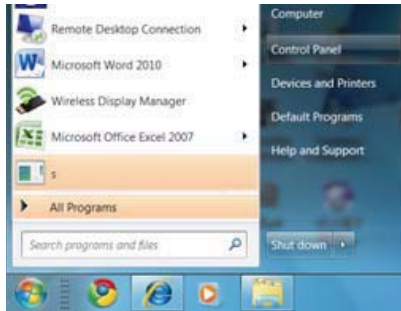 Remote Desktop Connection
Microsoft Word 2010
Wireless Display Manager
Microsoft Office Excel 2007
s
All Programs
Search programs and files
Computer
Control Panel
Devices and Printers
Default Programs
Help and Support
Shut down